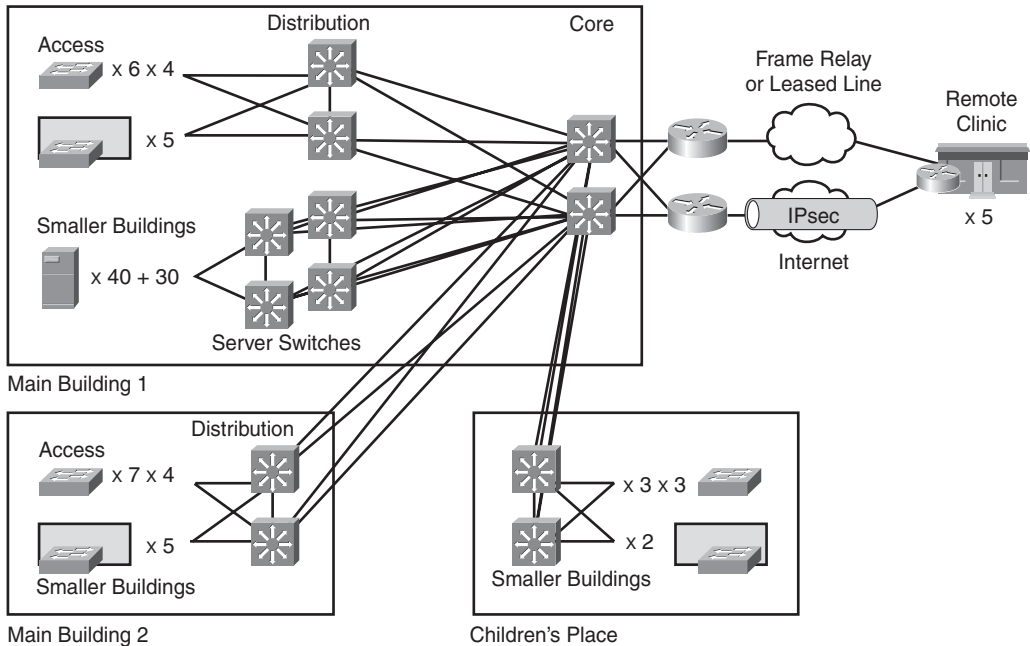 Distribution
Core
Access
x 6 x 4
x 5
Smaller Buildings
x 40 + 30
Server Switches
Frame Relay
or Leased Line
Remote
Clinic
x 5
IPsec
Internet
Main Building 1
Distribution
Access
x 7 x 4
x 5
Smaller Buildings
Main Building 2
x 3 x 3
x 2
Smaller Buildings
Children's Place